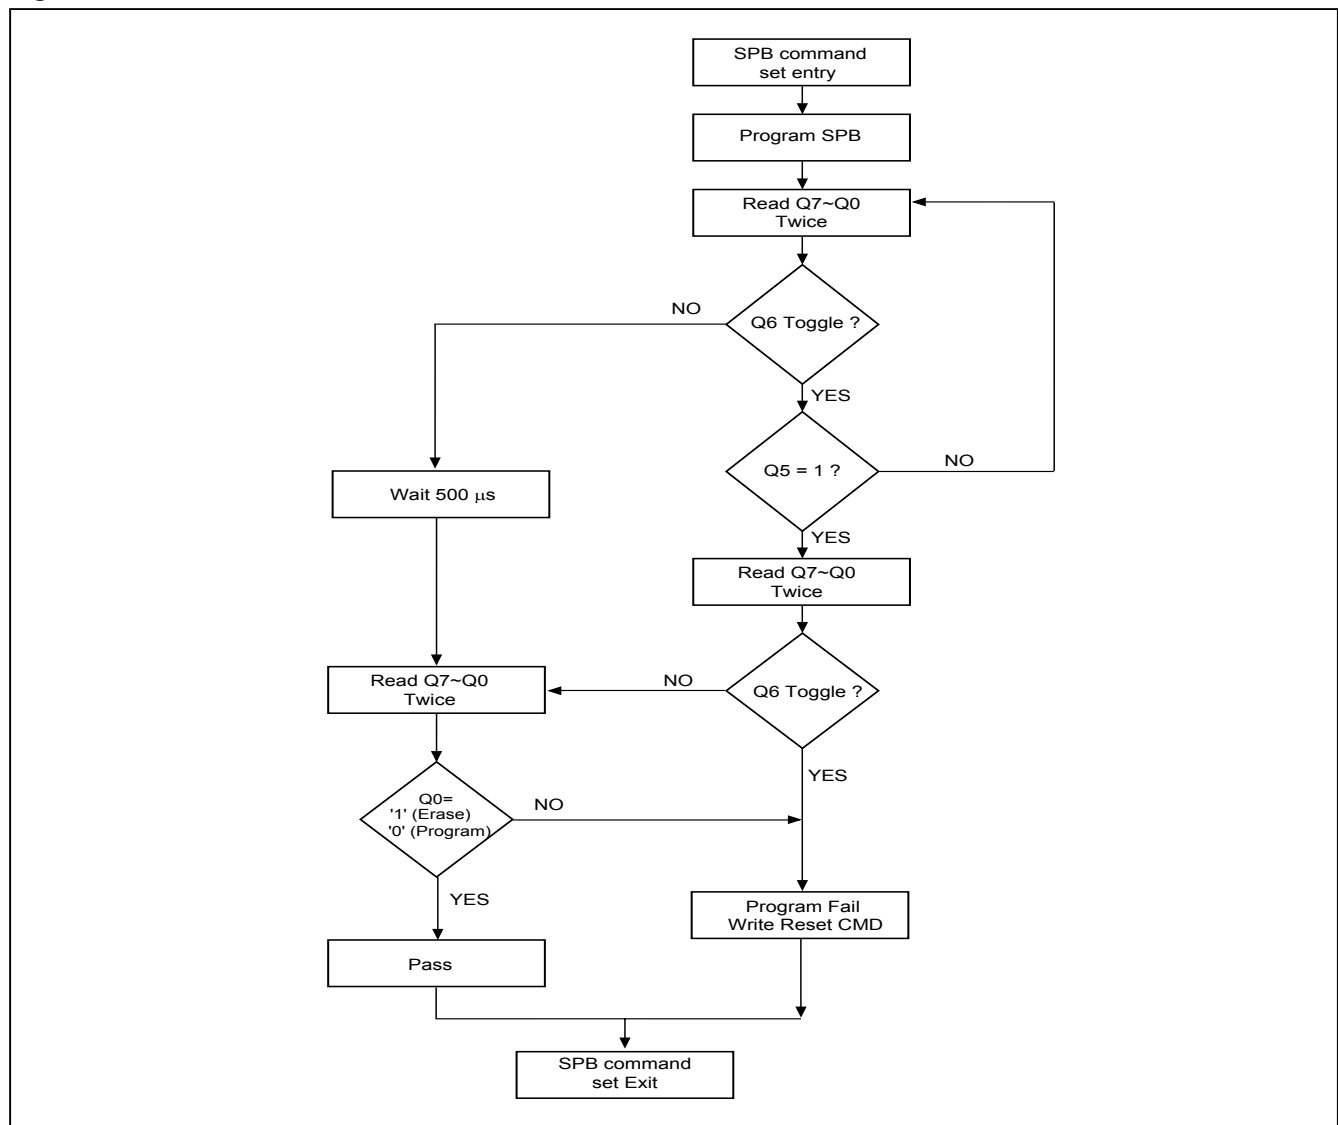 SPB command
set entry
Program SPB
Read Q7~Q0
Twice
NO
Q6 Toggle ?
YES
Q5 = 1 ?
NO
Wait 500 μs
YES
Read Q7~Q0
Twice
Read Q7~Q0
Twice
NO
Q6 Toggle ?
YES
Q0=
'1' (Erase)
'0' (Program)
NO
YES
Program Fail
Write Reset CMD
Pass
SPB command
set Exit